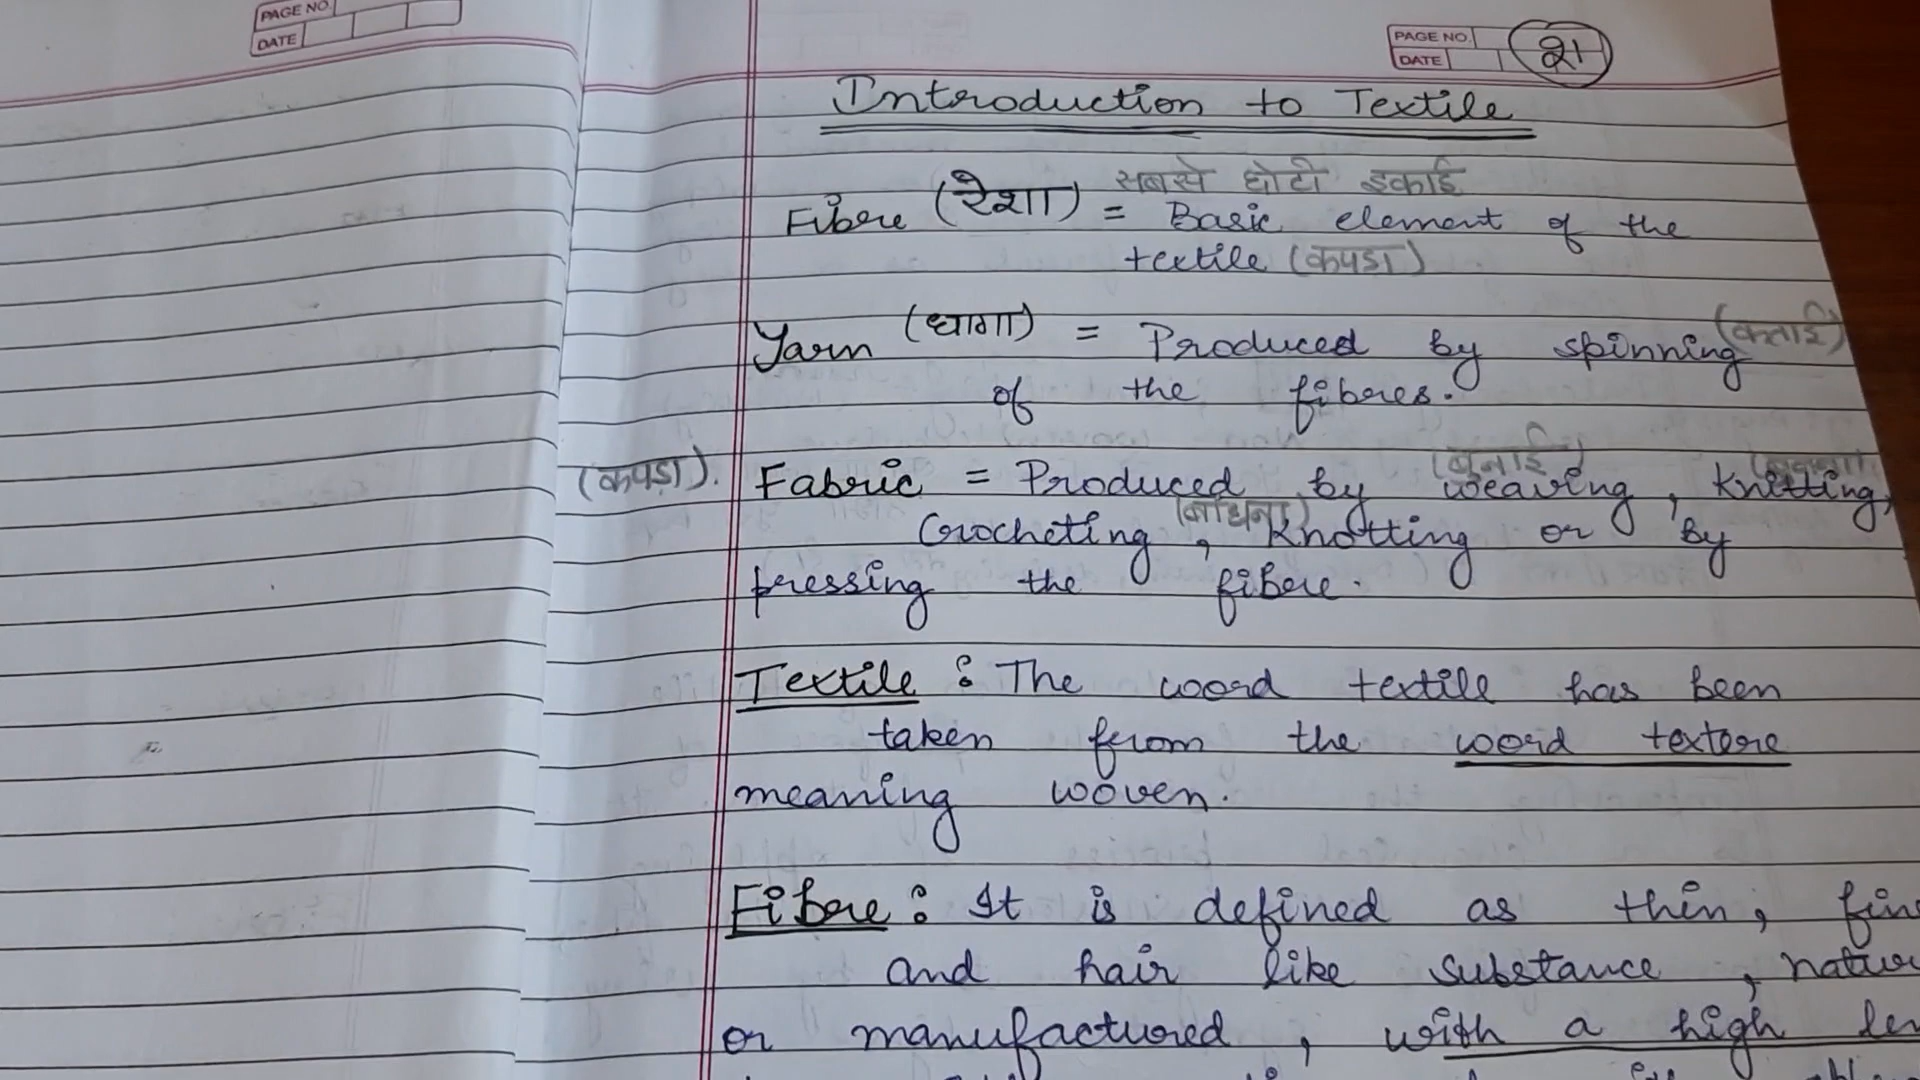 PAGE NO.
DATE
PAGE NO.
DATE
21
Introduction to Textile
सबसे छोटी इकाई
Fibre (रेशा) = Basic element of the
textile (कपड़ा)
(कताई)
Yarn (धागा) = Produced by spinning
of the fibres.
(बुनाई)
(कपड़ा). Fabric = Produced by weaving, Knitting,
(बांधना)
Crocheting, Knotting or by
pressing the fibre.
Textile : The word textile has been
taken from the word textere
meaning woven.
Fibre : It is defined as thin, fine
and hair like substance,
or manufactured, with a high